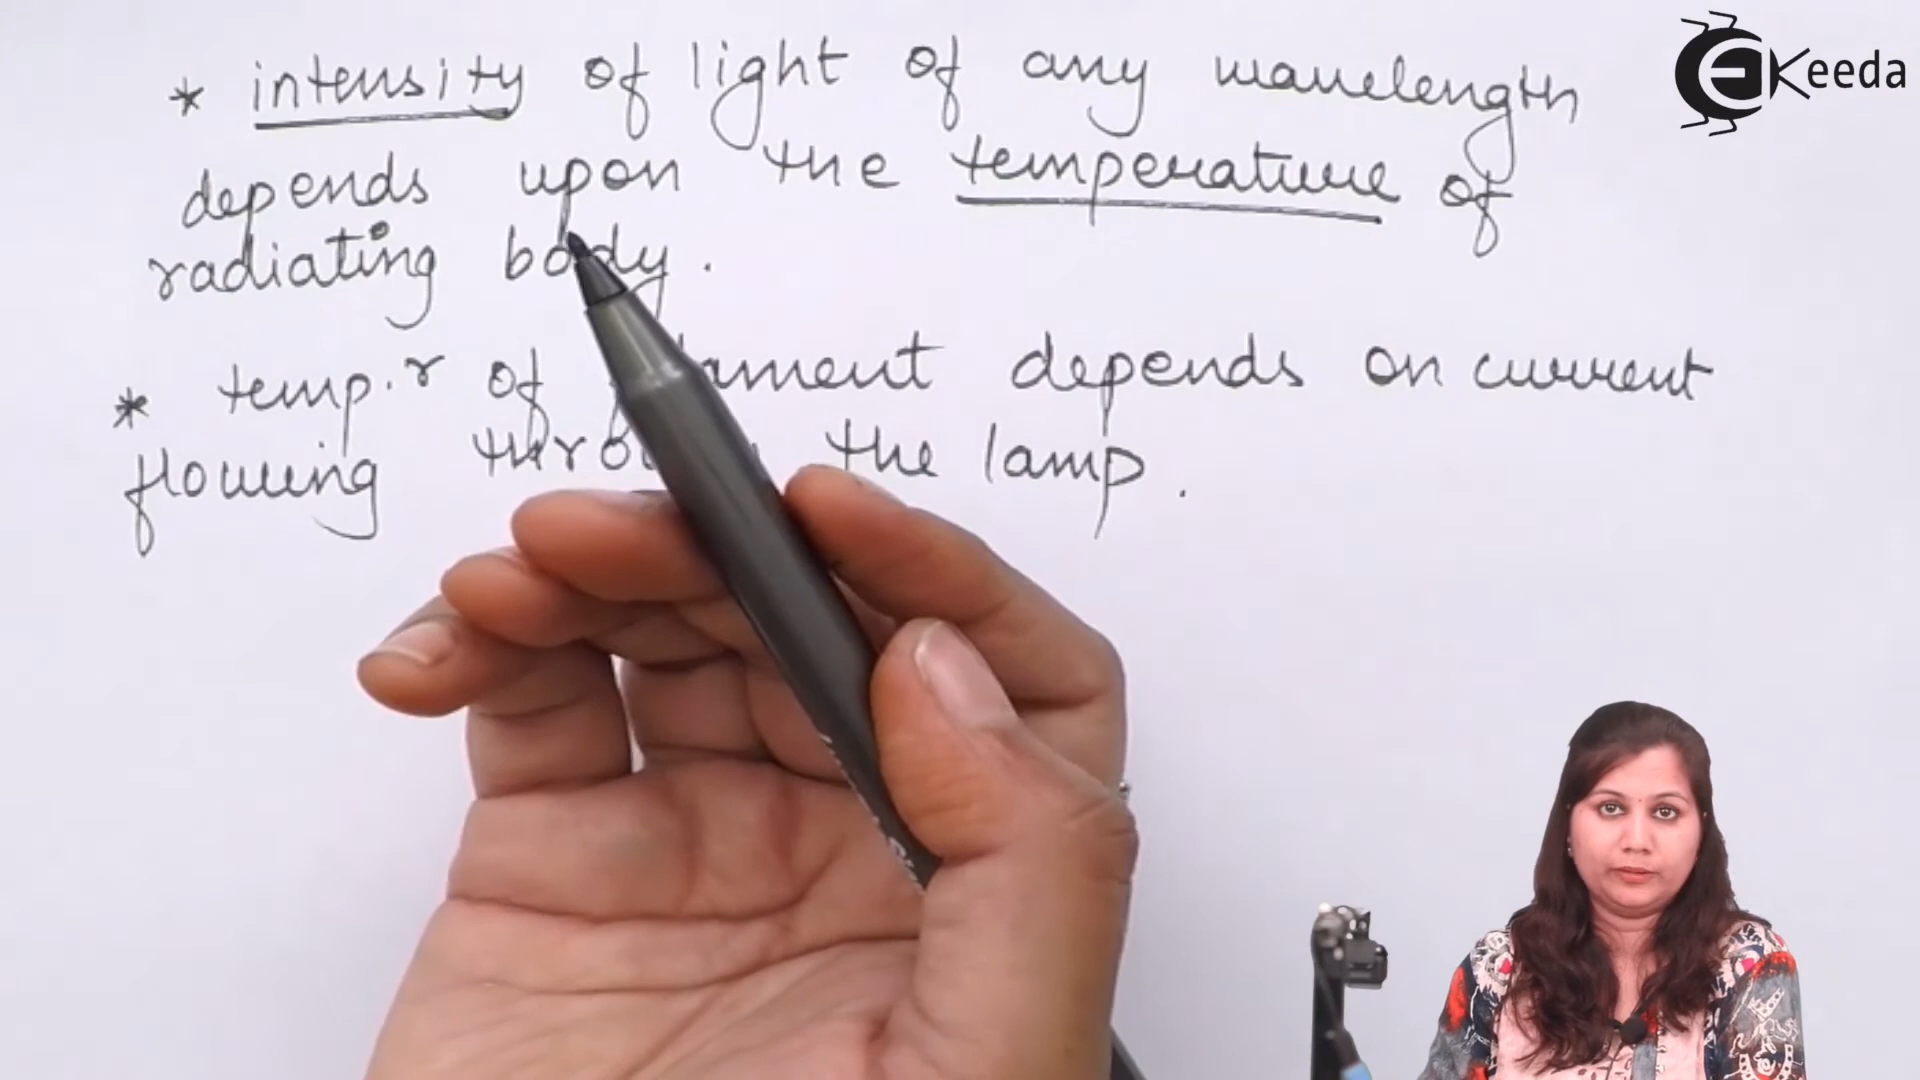 * intensity of light of any wavelength
depends upon the temperature of
radiating body.
* temp.r of depends on current
flowing the lamp.
EKeeda